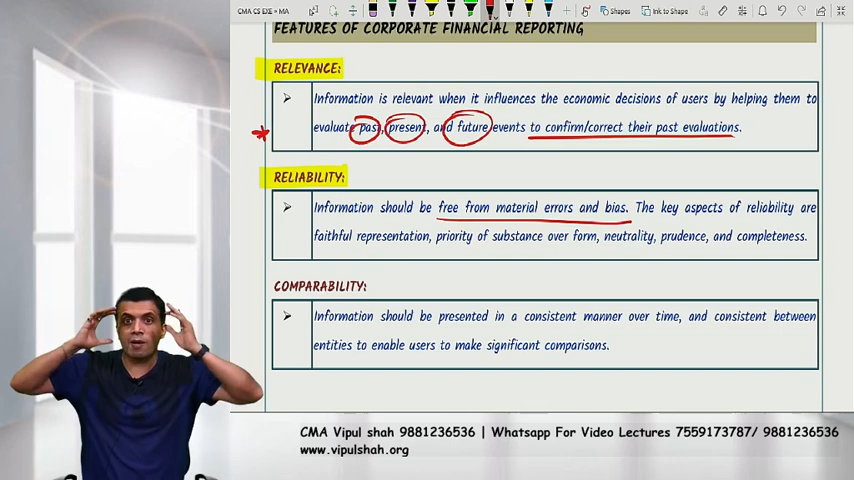 CMA CS EXE = MA
Shapes
Ink to Shape
FEATURES OF CORPORATE FINANCIAL REPORTING
RELEVANCE:
Information is relevant when it influences the economic decisions of users by helping them to
evaluate past, present, and future events to confirm/correct their past evaluations.
RELIABILITY:
Information should be free from material errors and bias. The key aspects of reliability are
faithful representation, priority of substance over form, neutrality, prudence, and completeness.
COMPARABILITY:
Information should be presented in a consistent manner over time, and consistent between
entities to enable users to make significant comparisons.
CMA Vipul shah 9881236536 | Whatsapp For Video Lectures 7559173787/ 9881236536
www.vipulshah.org